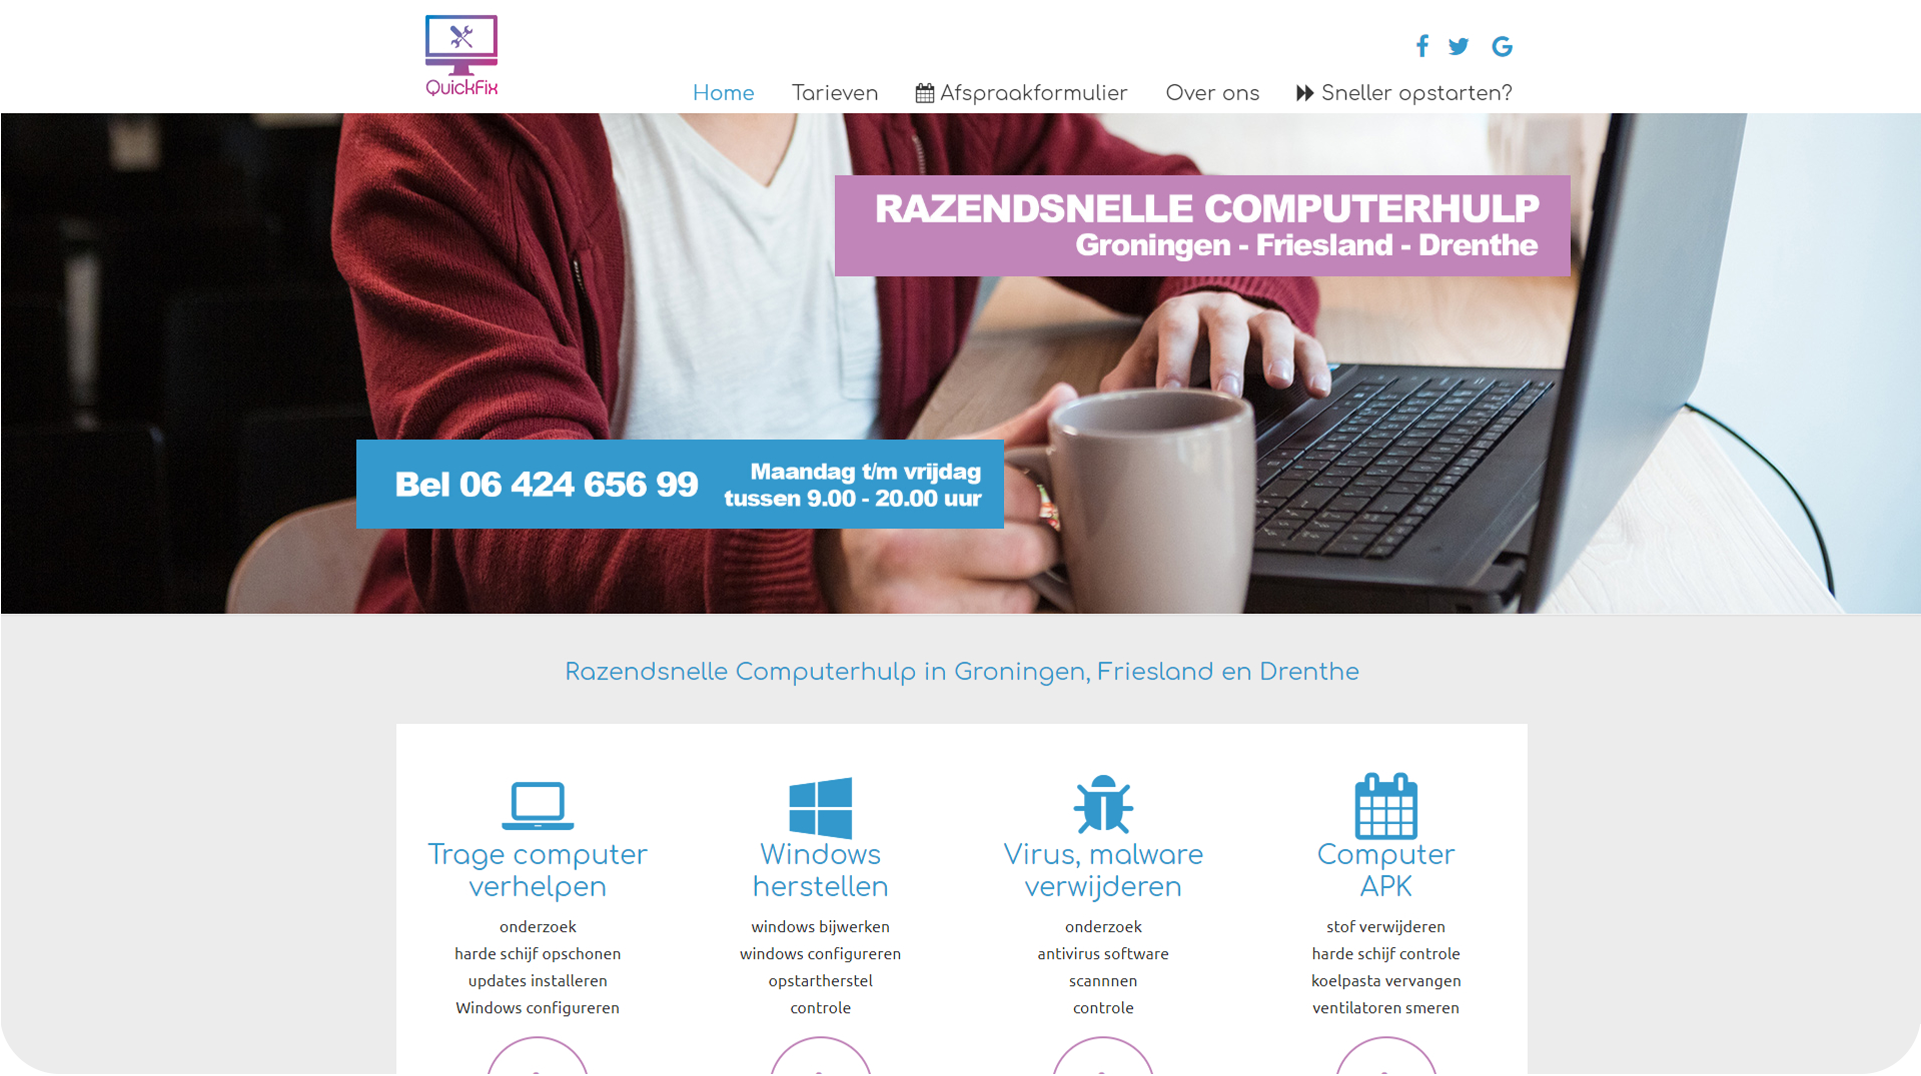 QuickFix
Home Tarieven Afspraakformulier Over ons Sneller opstarten?
RAZENDSNELLE COMPUTERHULP
Groningen - Friesland - Drenthe
Bel 06 424 656 99
Maandag t/m vrijdag
tussen 9.00 - 20.00 uur
Razendsnelle Computerhulp in Groningen, Friesland en Drenthe
Trage computer
verhelpen
onderzoek
harde schijf opschonen
updates installeren
Windows configureren
Windows
herstellen
windows bijwerken
windows configureren
opstartherstel
controle
Virus, malware
verwijderen
onderzoek
antivirus software
scannnen
controle
Computer
APK
stof verwijderen
harde schijf controle
koelpasta vervangen
ventilatoren smeren